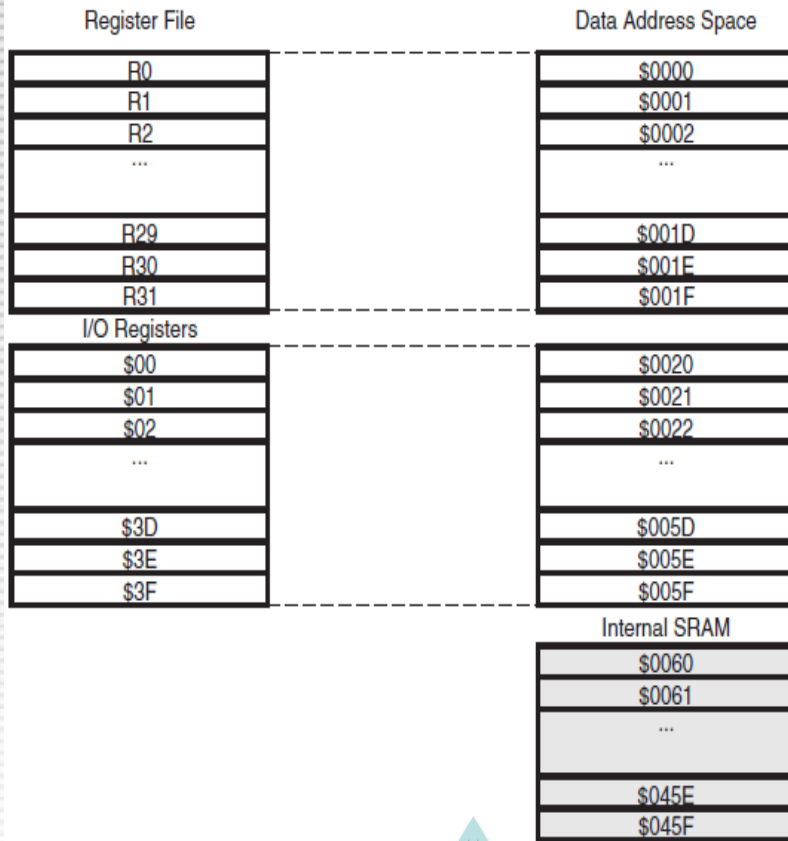 Register File
Data Address Space
R0
$0000
R1
$0001
R2
$0002
...
...
R29
$001D
R30
$001E
R31
$001F
I/O Registers
$00
$0020
$01
$0021
$02
$0022
...
...
$3D
$005D
$3E
$005E
$3F
$005F
Internal SRAM
$0060
$0061
...
$045E
$045F